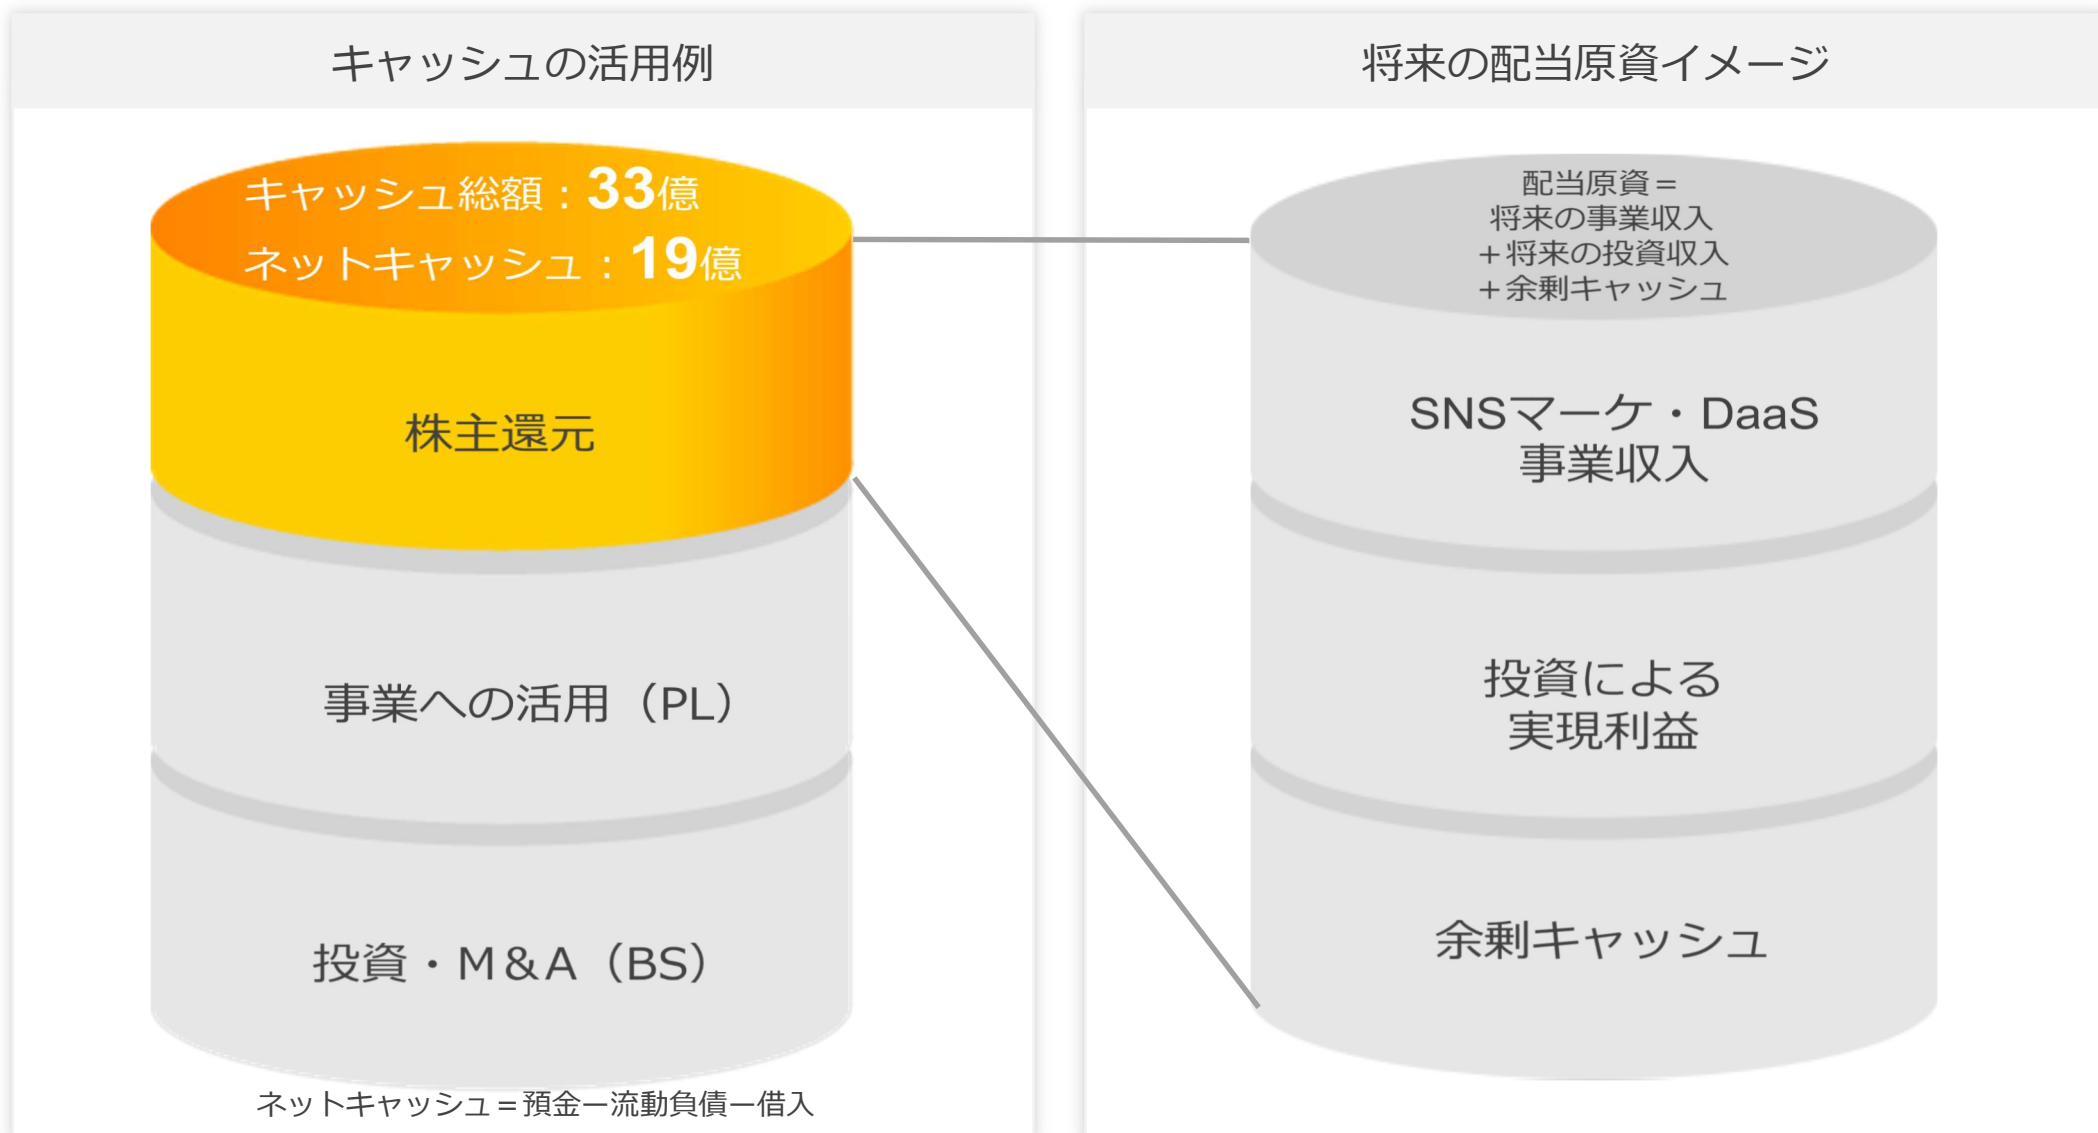 キャッシュの活用例
キャッシュ総額：33億
ネットキャッシュ：19億
株主還元
事業への活用（PL）
投資・M＆A（BS）
ネットキャッシュ＝預金ー流動負債ー借入
将来の配当原資イメージ
配当原資＝
将来の事業収入
＋将来の投資収入
＋余剰キャッシュ
SNSマーケ・DaaS
事業収入
投資による
実現利益
余剰キャッシュ